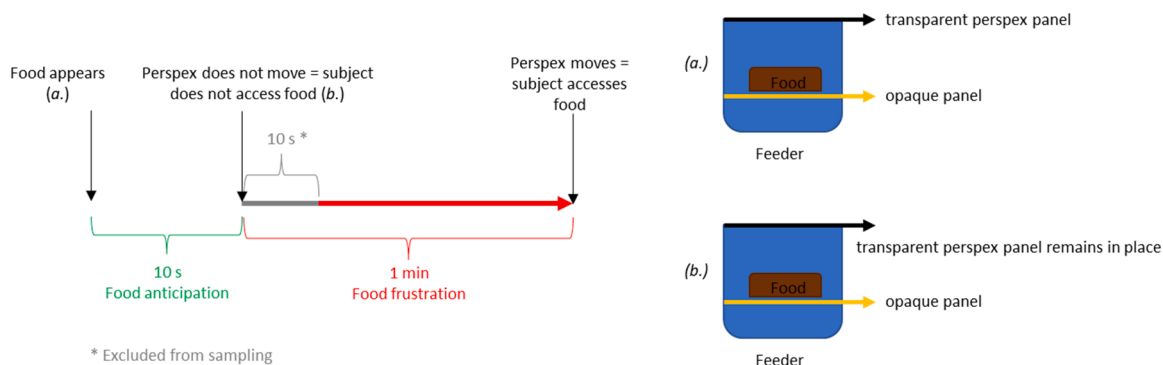 Food appears
(a.)
Perspex does not move = subject
does not access food (b.)
Perspex moves =
subject accesses
food
10 s *
10 s
Food anticipation
1 min
Food frustration
* Excluded from sampling
(a.)
transparent perspex panel
Food
opaque panel
Feeder
(b.)
transparent perspex panel remains in place
Food
opaque panel
Feeder